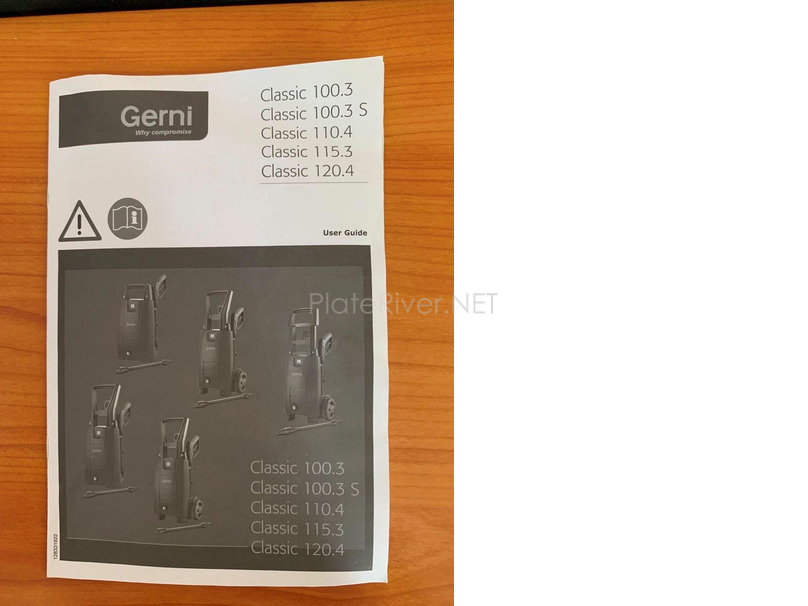 Gerni
Why compromise
Classic 100.3
Classic 100.3 S
Classic 110.4
Classic 115.3
Classic 120.4
User Guide
PlateRiver.NET
Classic 100.3
Classic 100.3 S
Classic 110.4
Classic 115.3
Classic 120.4